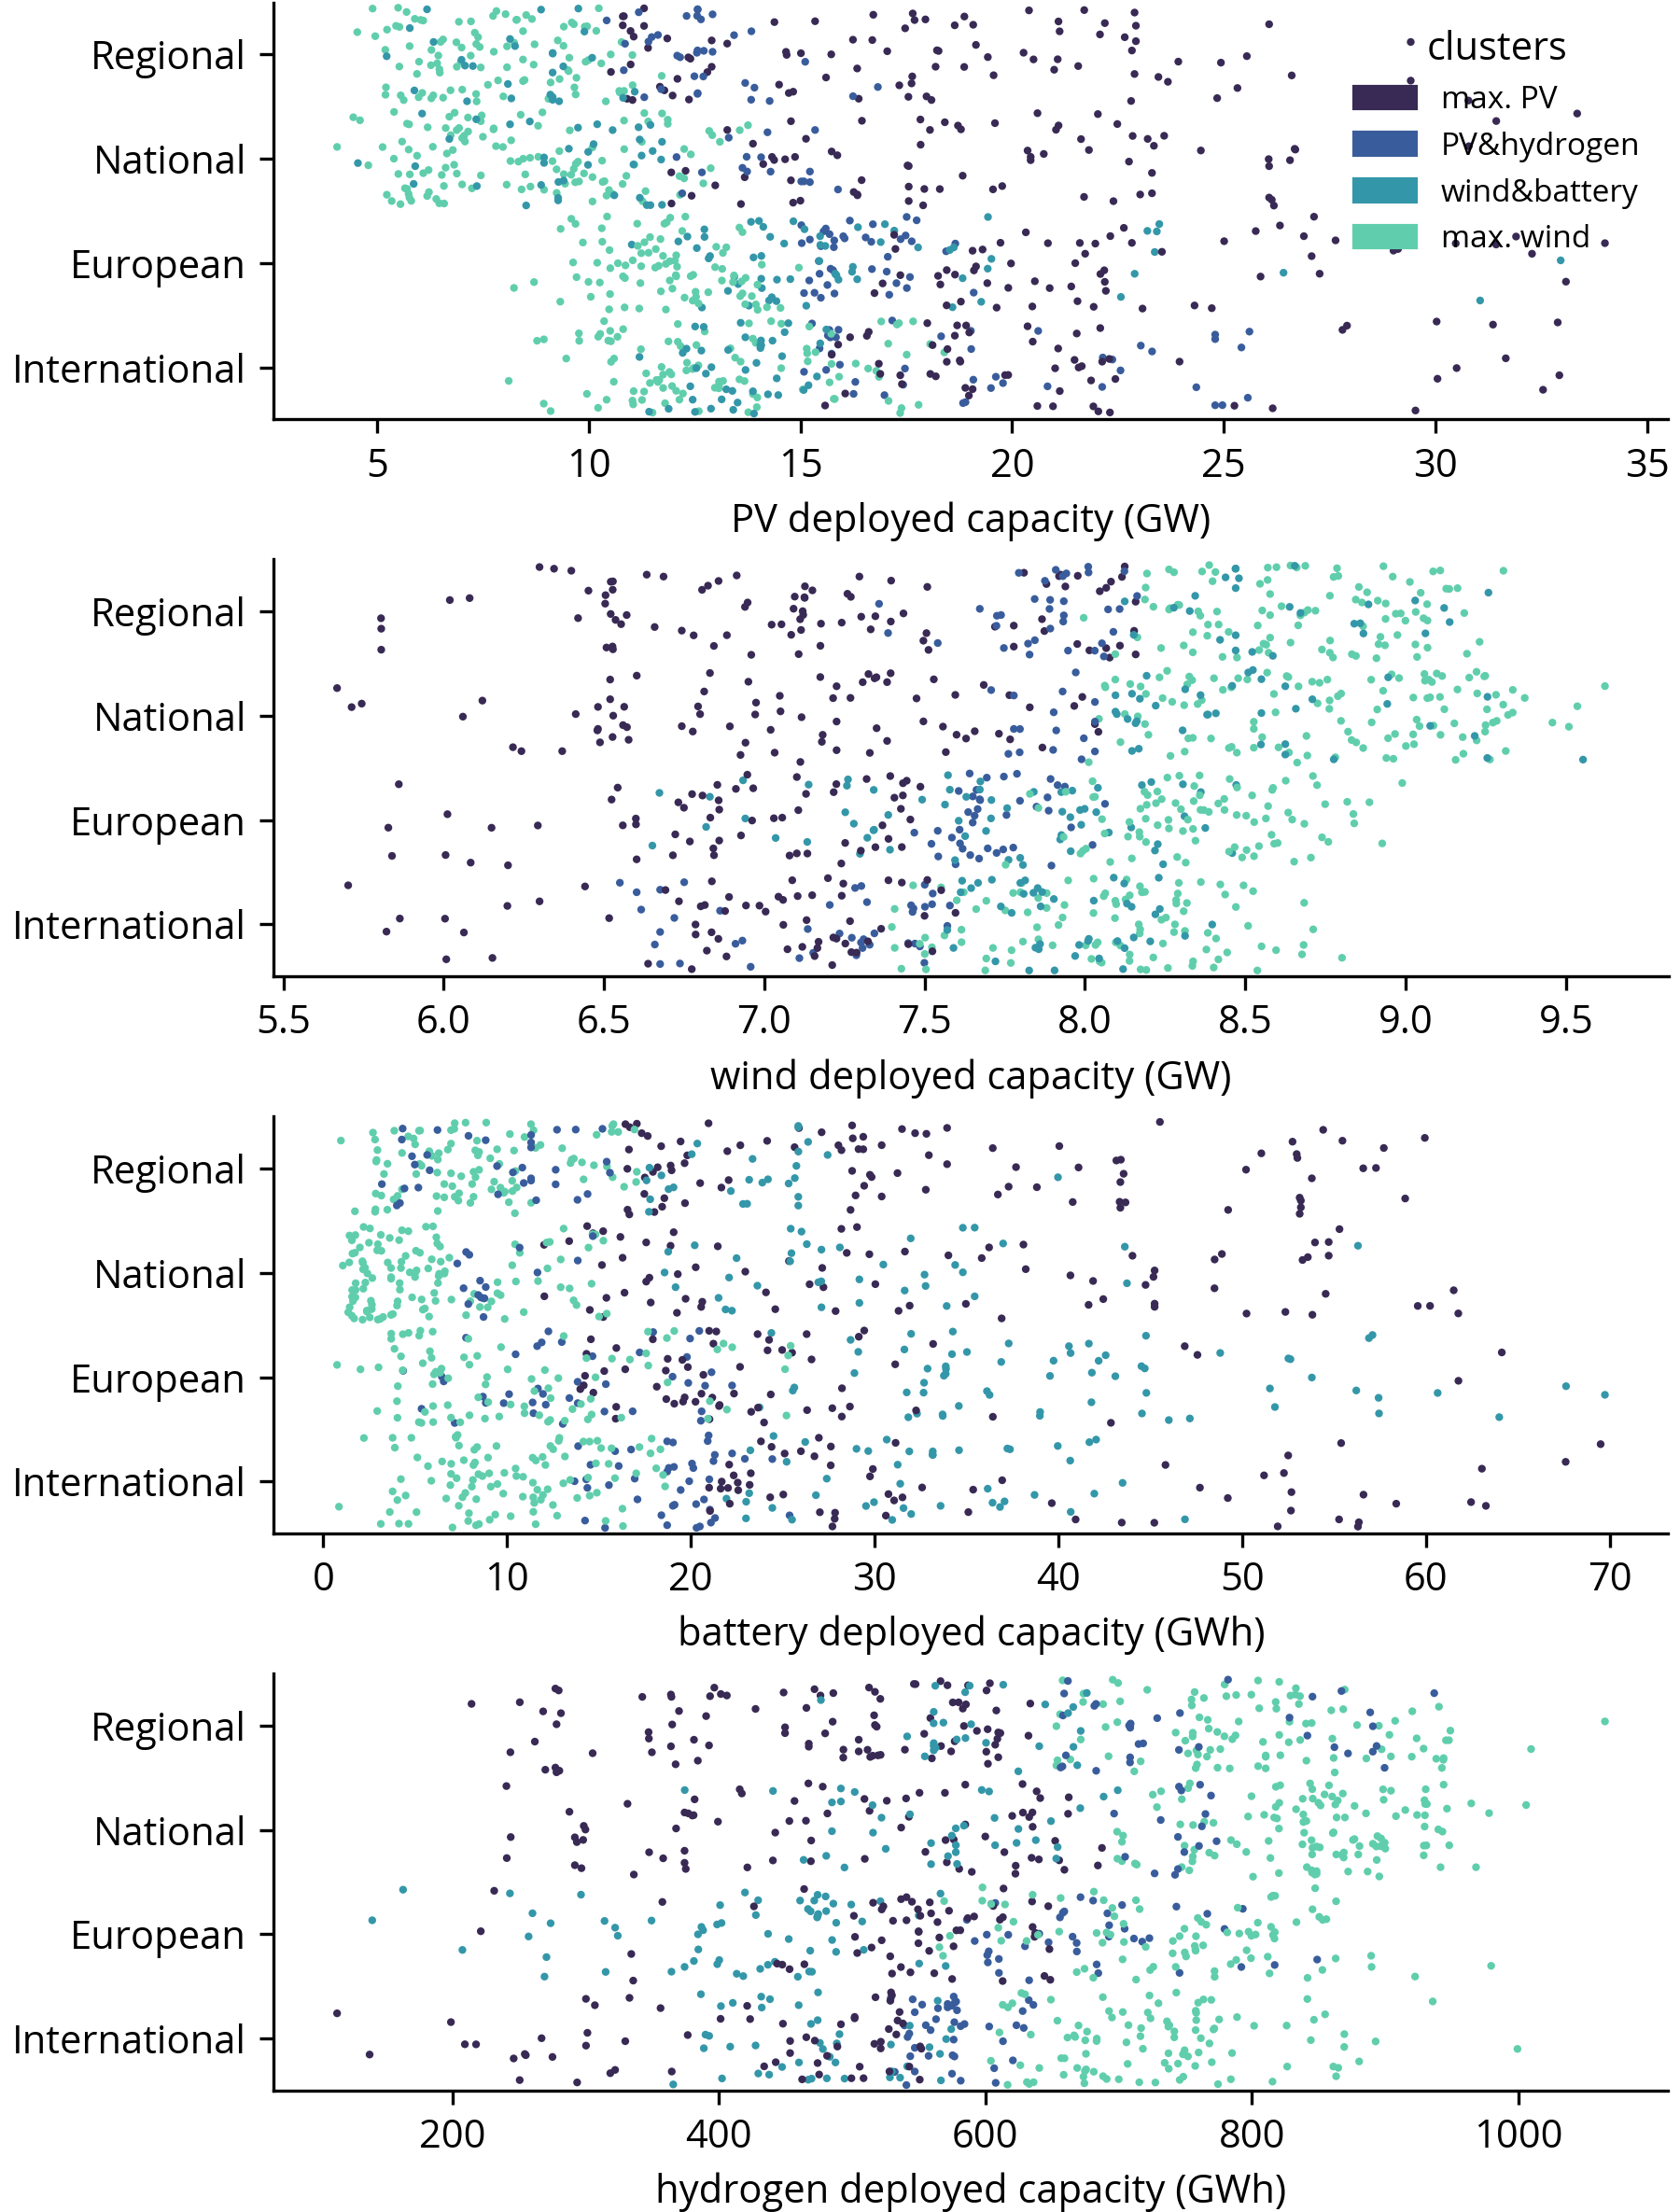 clusters
Regional
max. PV
PV&hydrogen
National
wind&battery
max. wind
European
International
5 10 15 20 25 30 35
PV deployed capacity (GW)
Regional
National
European
International
5.5 6.0 6.5 7.0 7.5 8.0 8.5 9.0 9.5
wind deployed capacity (GW)
Regional
National
European
International
0 10 20 30 40 50 60 70
battery deployed capacity (GWh)
Regional
National
European
International
200 400 600 800 1000
hydrogen deployed capacity (GWh)